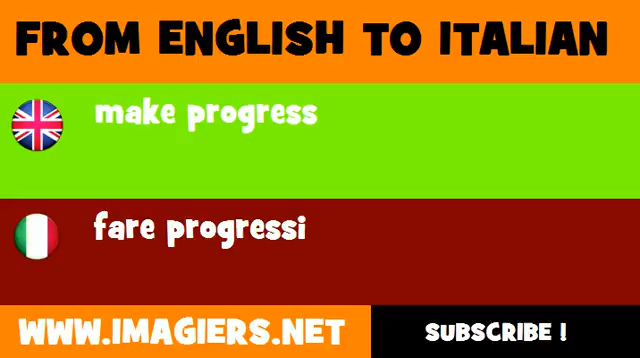 FROM ENGLISH TO ITALIAN
make progress
fare progressi
WWW.IMAGIERS.NET
SUBSCRIBE !